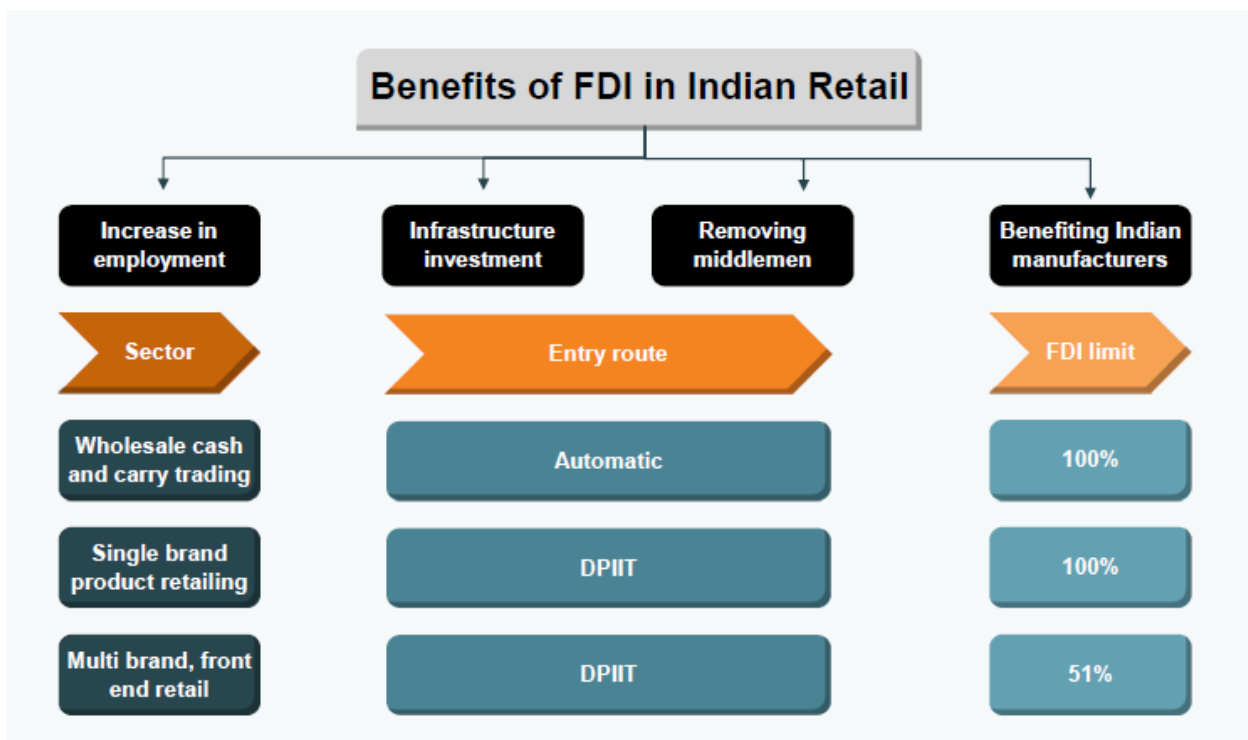 Benefits of FDI in Indian Retail
Increase in
employment
Infrastructure
investment
Removing
middlemen
Benefiting Indian
manufacturers
Sector
Entry route
FDI limit
Wholesale cash
and carry trading
Automatic
100%
Single brand
product retailing
DPIIT
100%
Multi brand, front
end retail
DPIIT
51%